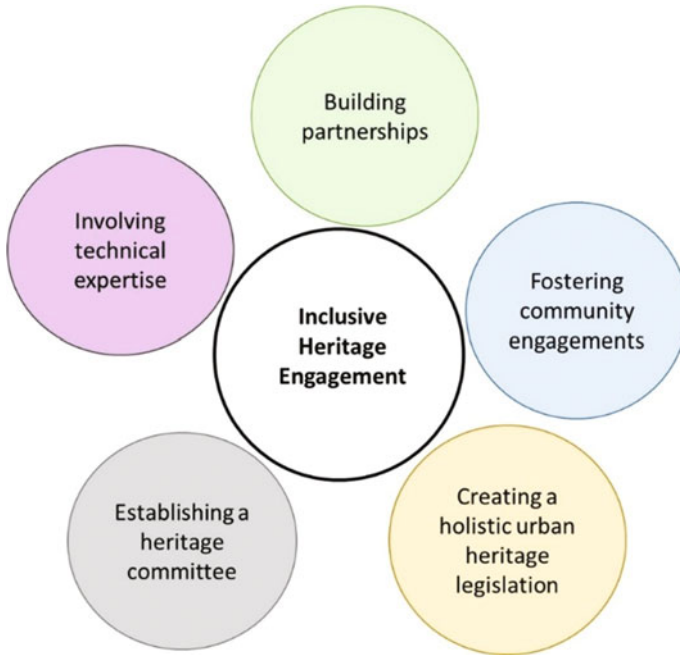 Building
partnerships
Involving
technical
expertise
Fostering
community
engagements
Inclusive
Heritage
Engagement
Establishing a
heritage
committee
Creating a
holistic urban
heritage
legislation